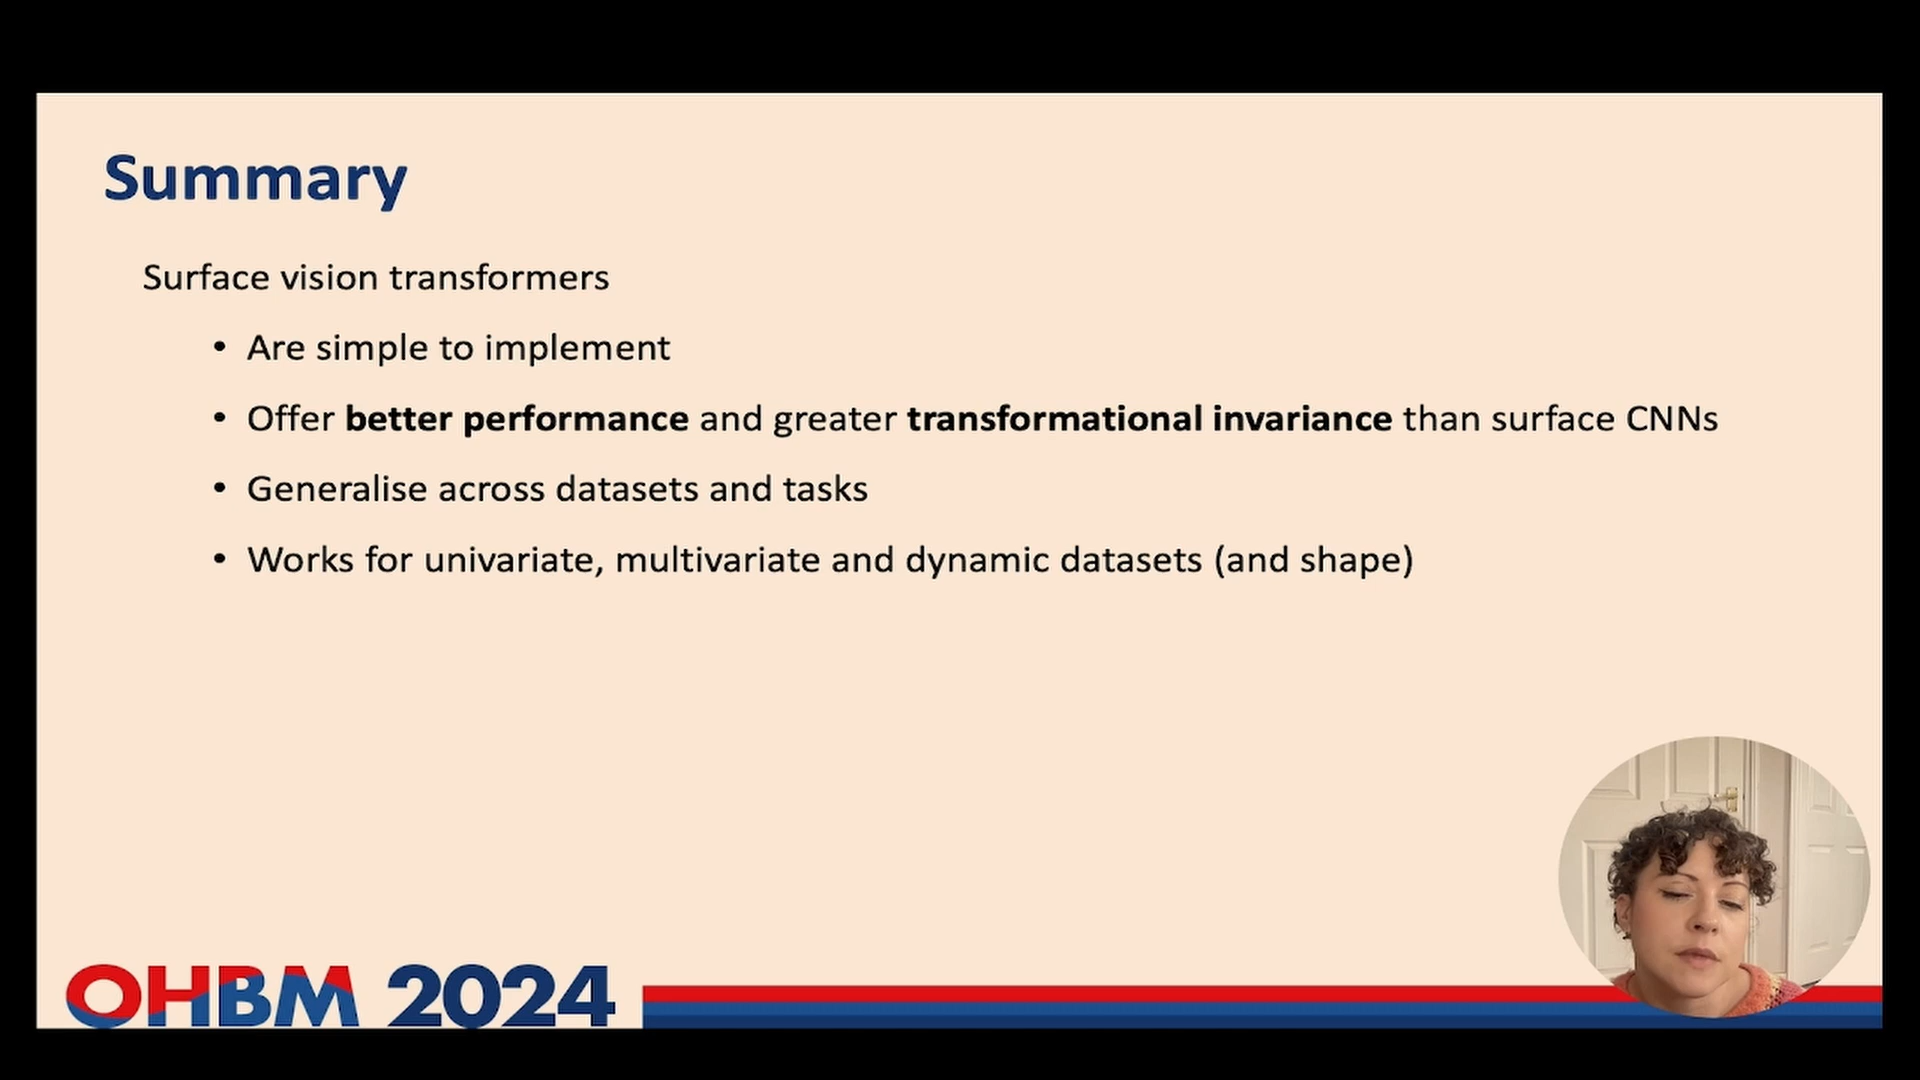 Summary
Surface vision transformers
• Are simple to implement
• Offer better performance and greater transformational invariance than surface CNNs
• Generalise across datasets and tasks
• Works for univariate, multivariate and dynamic datasets (and shape)
OHBM 2024